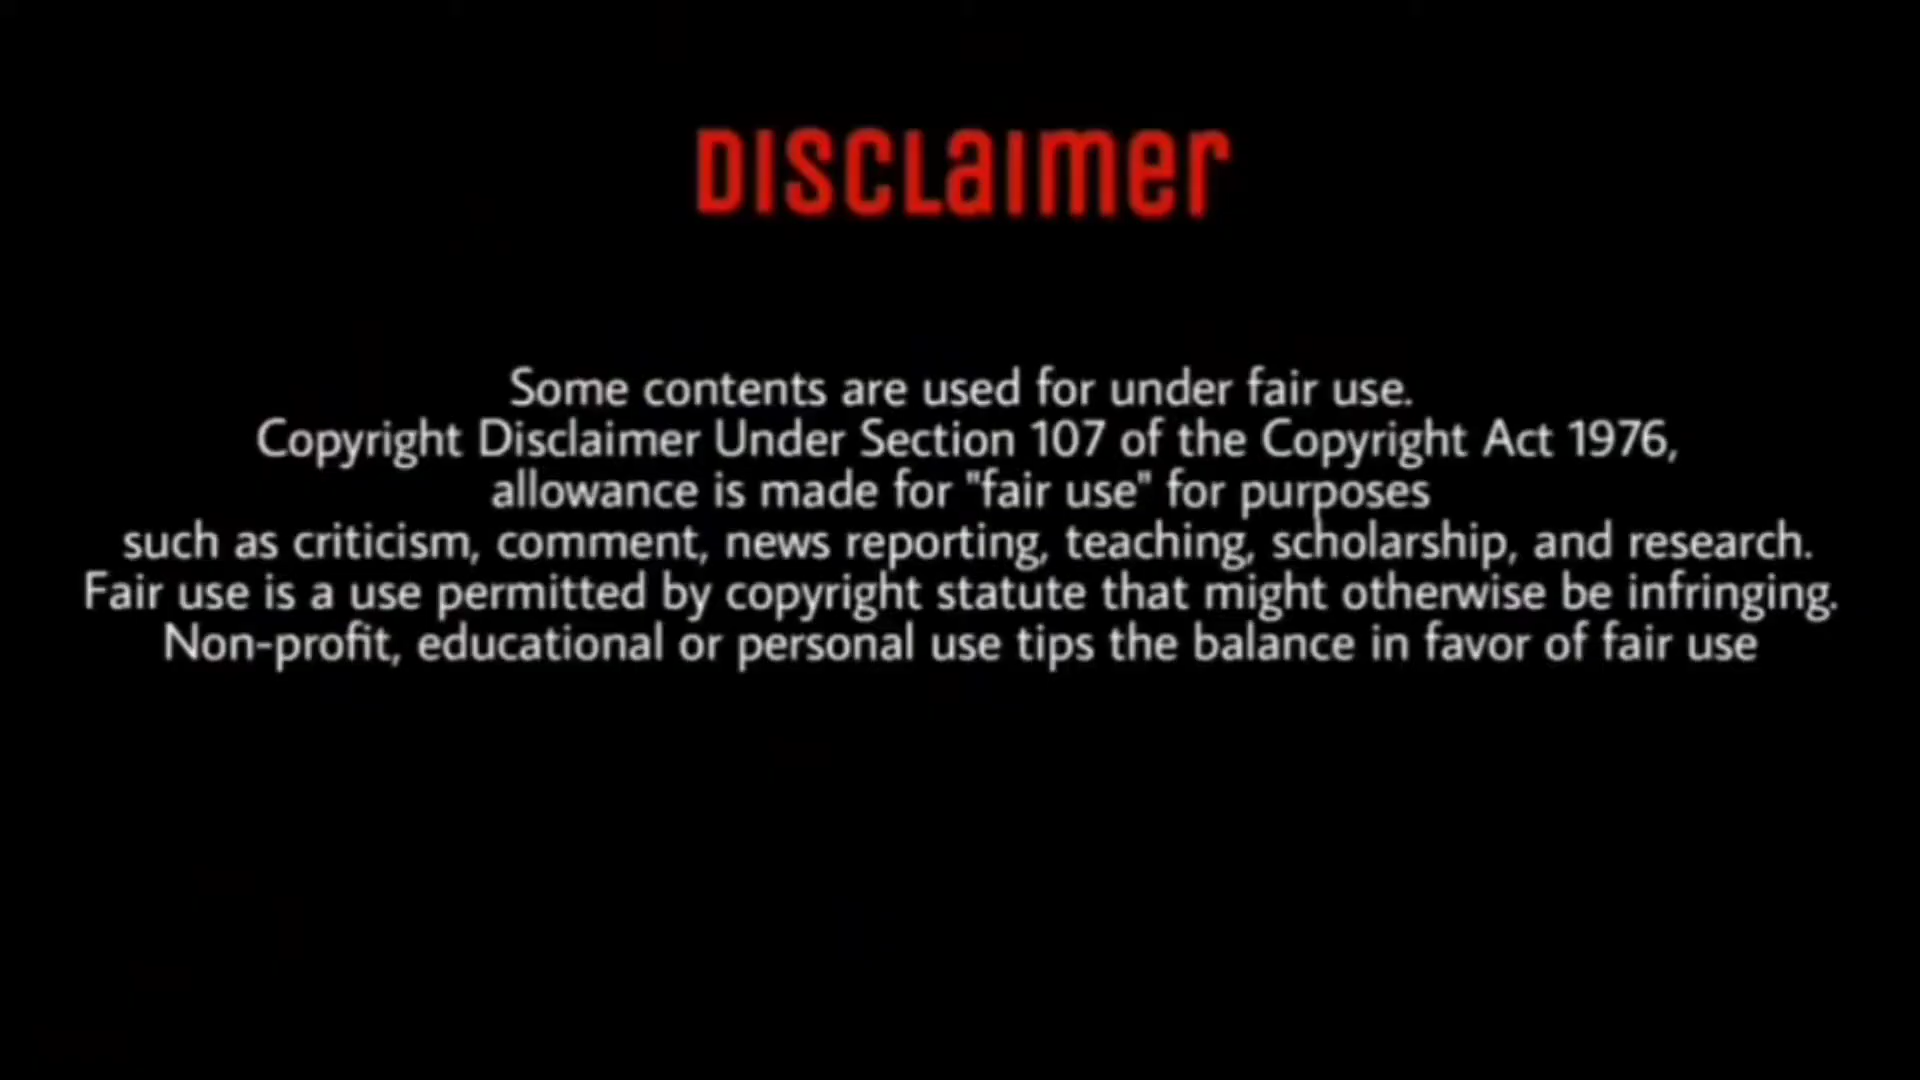 DISCLaimer
Some contents are used for under fair use.
Copyright Disclaimer Under Section 107 of the Copyright Act 1976,
allowance is made for "fair use" for purposes
such as criticism, comment, news reporting, teaching, scholarship, and research.
Fair use is a use permitted by copyright statute that might otherwise be infringing.
Non-profit, educational or personal use tips the balance in favor of fair use